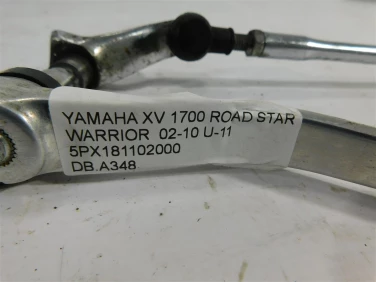 YAMAHA XV 1700 ROAD STAR
WARRIOR 02-10 U-11
5PX181102000
DB.A348